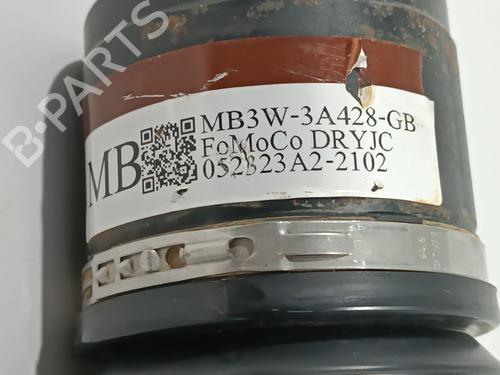 B-PARTS
MB
MB3W-3A428-GB
FoMoCo DRYJC
052323A2-2102